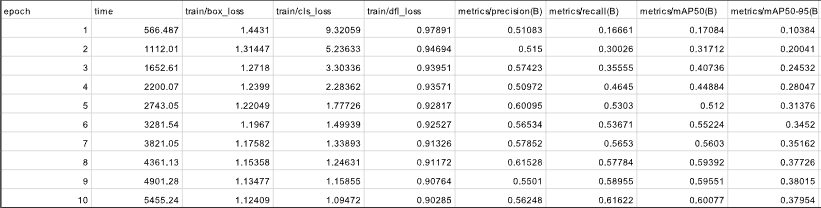 epoch time train/box_loss train/cls_loss train/dfl_loss metrics/precision(B) metrics/recall(B) metrics/mAP50(B) metrics/mAP50-95(B
1 566.487 1.4431 9.32059 0.97891 0.51083 0.16661 0.17084 0.10384
2 1112.01 1.31447 5.23633 0.94694 0.515 0.30026 0.31712 0.20041
3 1652.61 1.2718 3.30336 0.93951 0.57423 0.35555 0.40736 0.24532
4 2200.07 1.2399 2.28362 0.93571 0.50972 0.4645 0.44884 0.28047
5 2743.05 1.22049 1.77726 0.92817 0.60095 0.5303 0.512 0.31376
6 3281.54 1.1967 1.49939 0.92527 0.56534 0.53671 0.55224 0.3452
7 3821.05 1.17582 1.33893 0.91326 0.57852 0.5653 0.5603 0.35162
8 4361.13 1.15358 1.24631 0.91172 0.61528 0.57784 0.59392 0.37726
9 4901.28 1.13477 1.15855 0.90764 0.5501 0.58955 0.59551 0.38015
10 5455.24 1.12409 1.09472 0.90285 0.56248 0.61622 0.60077 0.37954